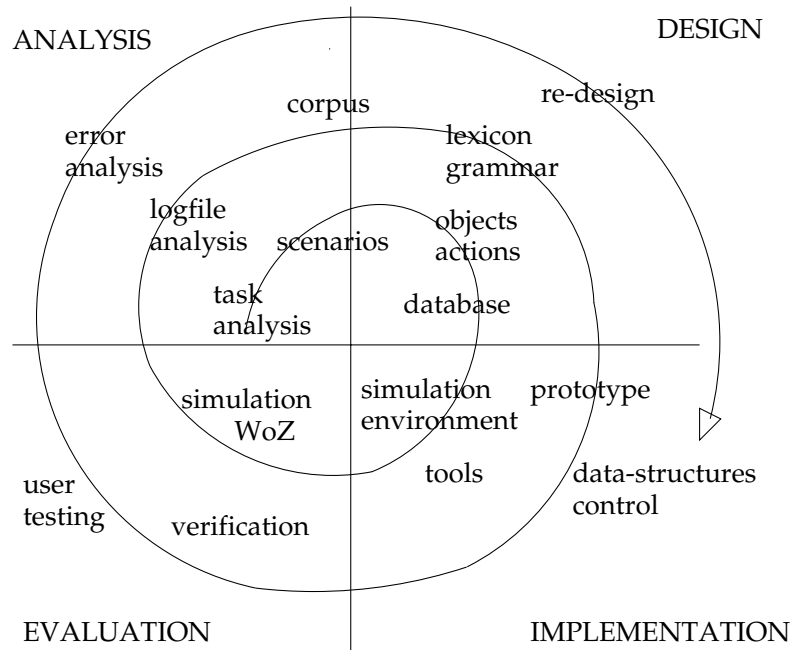 ANALYSIS
DESIGN
re-design
corpus
error
analysis
lexicon
grammar
logfile
analysis
scenarios
objects
actions
task
analysis
database
simulation
WoZ
simulation
environment
prototype
tools
data-structures
control
user
testing
verification
EVALUATION
IMPLEMENTATION